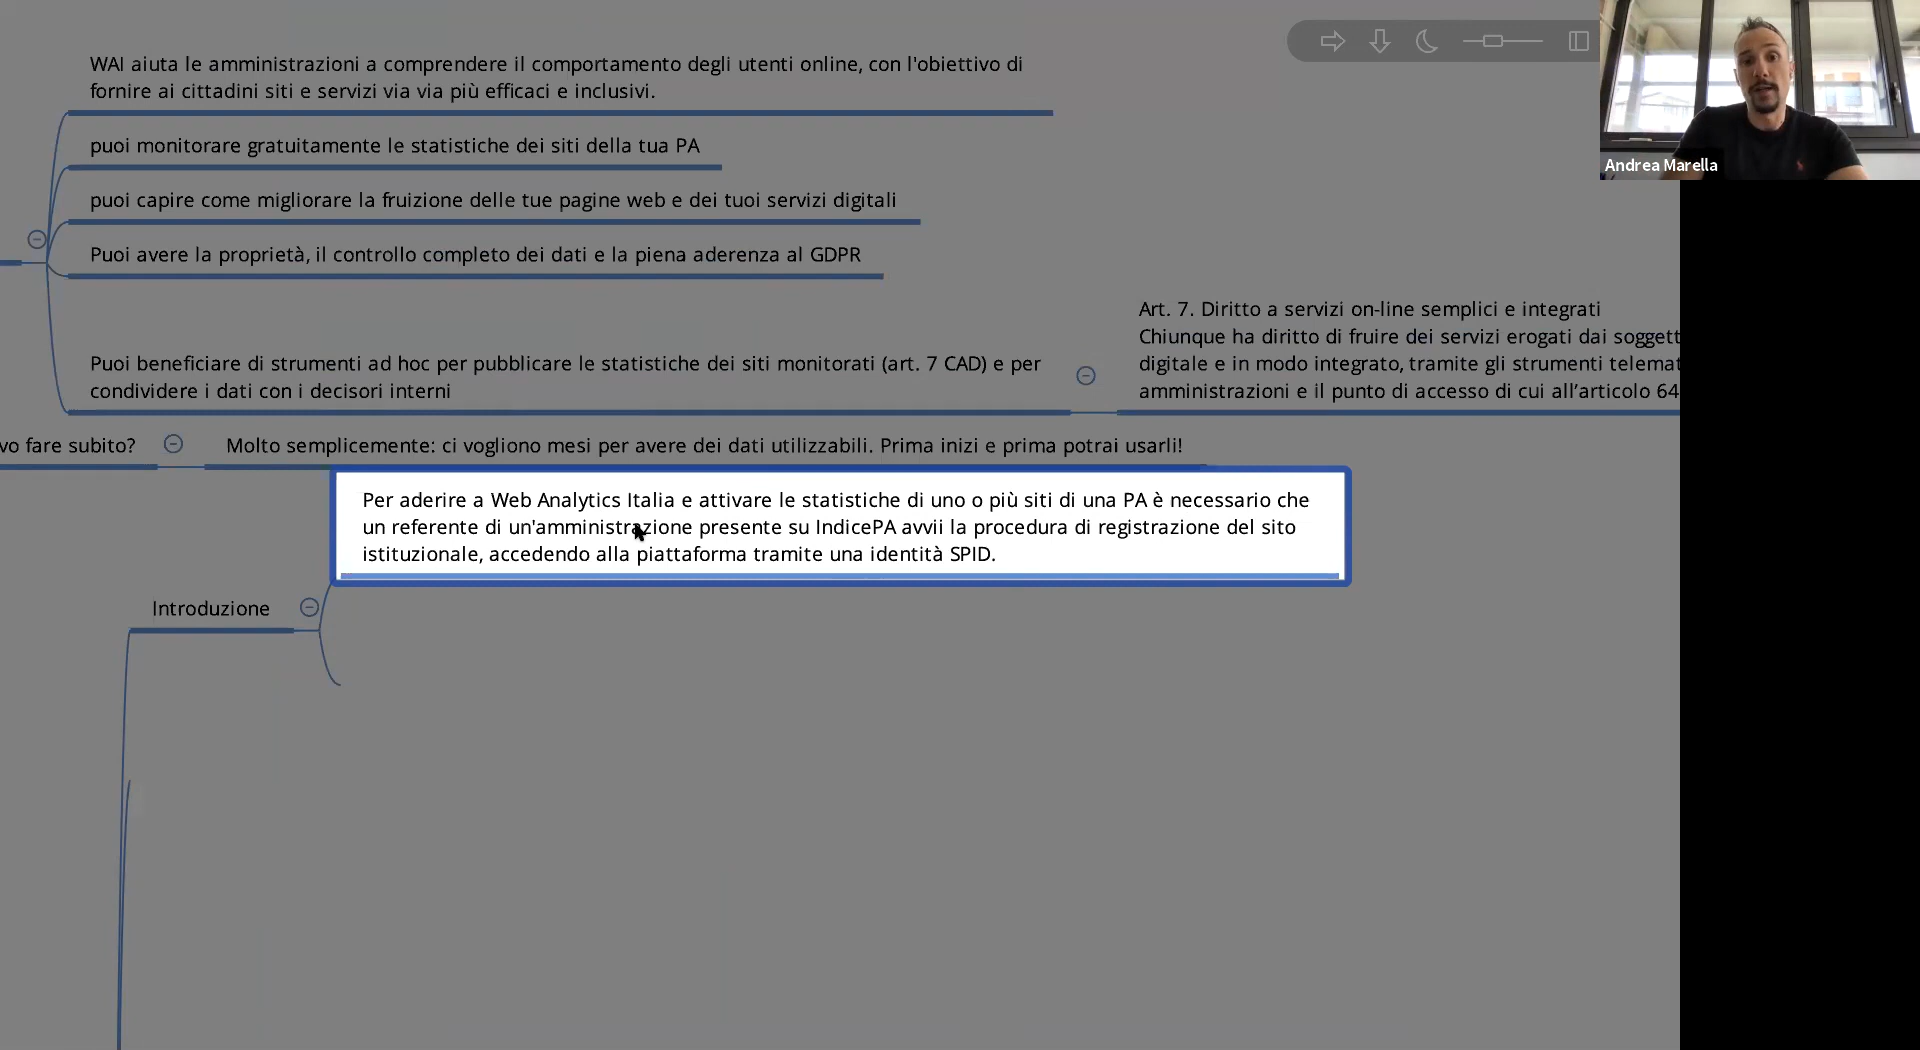 WAI aiuta le amministrazioni a comprendere il comportamento degli utenti online, con l'obiettivo di
fornire ai cittadini siti e servizi via via più efficaci e inclusivi.
puoi monitorare gratuitamente le statistiche dei siti della tua PA
puoi capire come migliorare la fruizione delle tue pagine web e dei tuoi servizi digitali
Puoi avere la proprietà, il controllo completo dei dati e la piena aderenza al GDPR
Puoi beneficiare di strumenti ad hoc per pubblicare le statistiche dei siti monitorati (art. 7 CAD) e per
condividere i dati con i decisori interni
Art. 7. Diritto a servizi on-line semplici e integrati
Chiunque ha diritto di fruire dei servizi erogati dai soggett
digitale e in modo integrato, tramite gli strumenti telemat
amministrazioni e il punto di accesso di cui all’articolo 64
vo fare subito?
Molto semplicemente: ci vogliono mesi per avere dei dati utilizzabili. Prima inizi e prima potrai usarli!
Per aderire a Web Analytics Italia e attivare le statistiche di uno o più siti di una PA è necessario che
un referente di un'amministrazione presente su IndicePA avvii la procedura di registrazione del sito
istituzionale, accedendo alla piattaforma tramite una identità SPID.
Introduzione
Andrea Marella